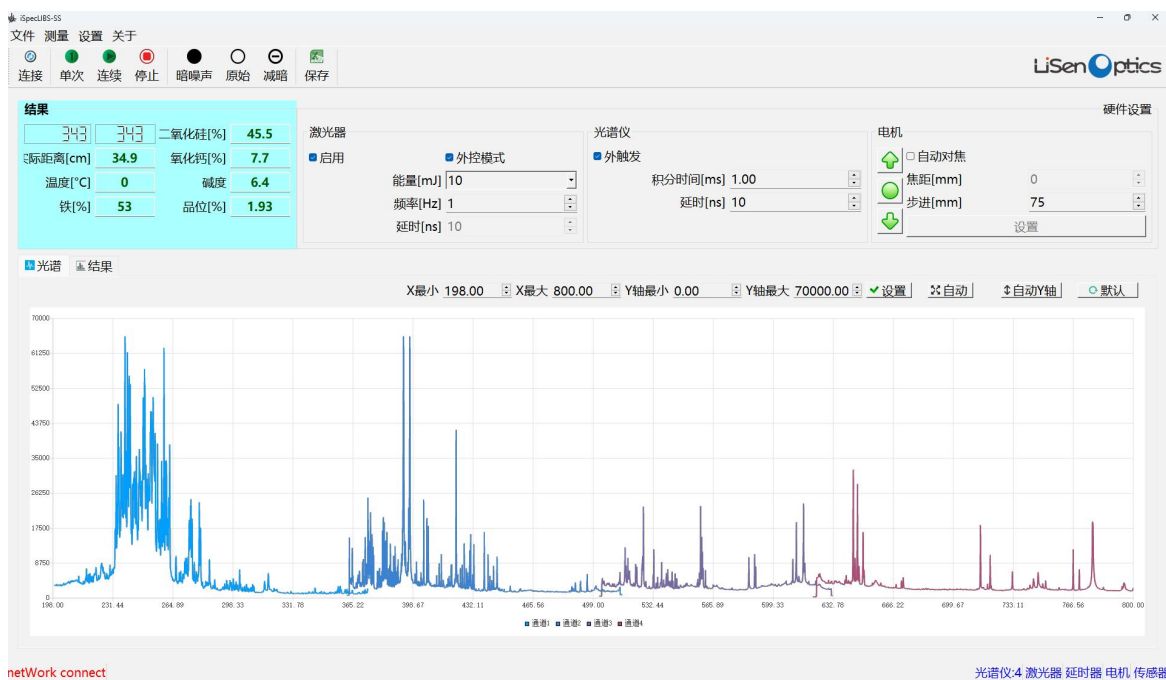 iSpecLIBS-SS
文件 测量 设置 关于
连接 单次 连续 停止 暗噪声 原始 减暗 保存
LiSen Optics
结果
343 343 二氧化硅[%] 45.5
际距离[cm] 34.9 氧化钙[%] 7.7
温度[°C] 0 碱度 6.4
铁[%] 53 品位[%] 1.93
硬件设置
激光器
启用 外控模式
能量[mJ] 10
频率[Hz] 1
延时[ns] 10
光谱仪
外触发
积分时间[ms] 1.00
延时[ns] 10
电机
自动对焦
焦距[mm] 0
步进[mm] 75
设置
光谱 结果
X最小 198.00 X最大 800.00 Y轴最小 0.00 Y轴最大 70000.00 设置 自动 自动Y轴 默认
70000
61250
52500
43750
35000
26250
17500
8750
0
198.00 231.44 264.89 298.33 331.78 365.22 398.67 432.11 465.56 499.00 532.44 565.89 599.33 632.78 666.22 699.67 733.11 766.56 800.00
通道1 通道2 通道3 通道4
netWork connect
光谱仪:4 激光器 延时器 电机 传感器